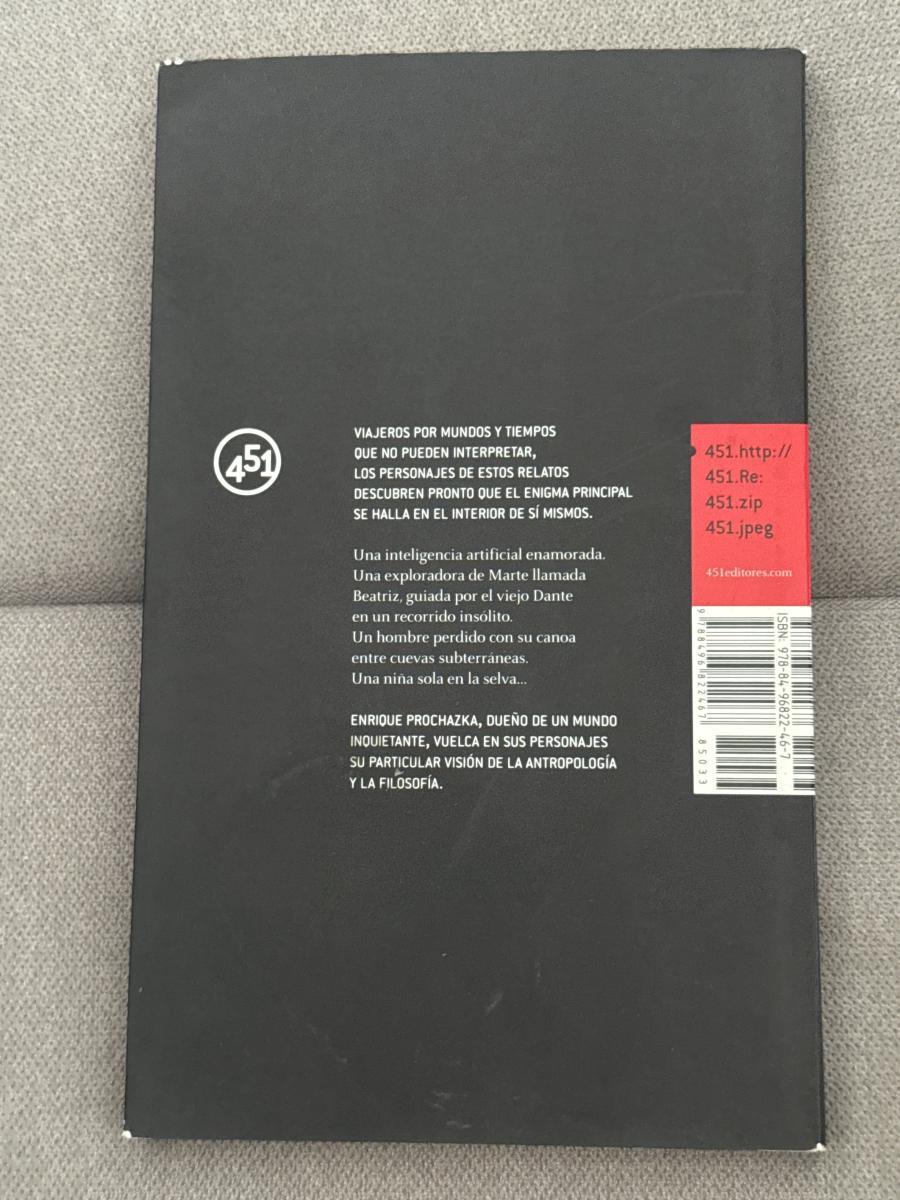 451
VIAJEROS POR MUNDOS Y TIEMPOS
QUE NO PUEDEN INTERPRETAR,
LOS PERSONAJES DE ESTOS RELATOS
DESCUBREN PRONTO QUE EL ENIGMA PRINCIPAL
SE HALLA EN EL INTERIOR DE SÍ MISMOS.
Una inteligencia artificial enamorada.
Una exploradora de Marte llamada
Beatriz, guiada por el viejo Dante
en un recorrido insólito.
Un hombre perdido con su canoa
entre cuevas subterráneas.
Una niña sola en la selva...
ENRIQUE PROCHAZKA, DUEÑO DE UN MUNDO
INQUIETANTE, VUELCA EN SUS PERSONAJES
SU PARTICULAR VISIÓN DE LA ANTROPOLOGÍA
Y LA FILOSOFÍA.
451.http://
451.Re:
451.zip
451.jpeg
451editores.com
ISBN: 978-84-96822-46-7
9 788496 822467
85033